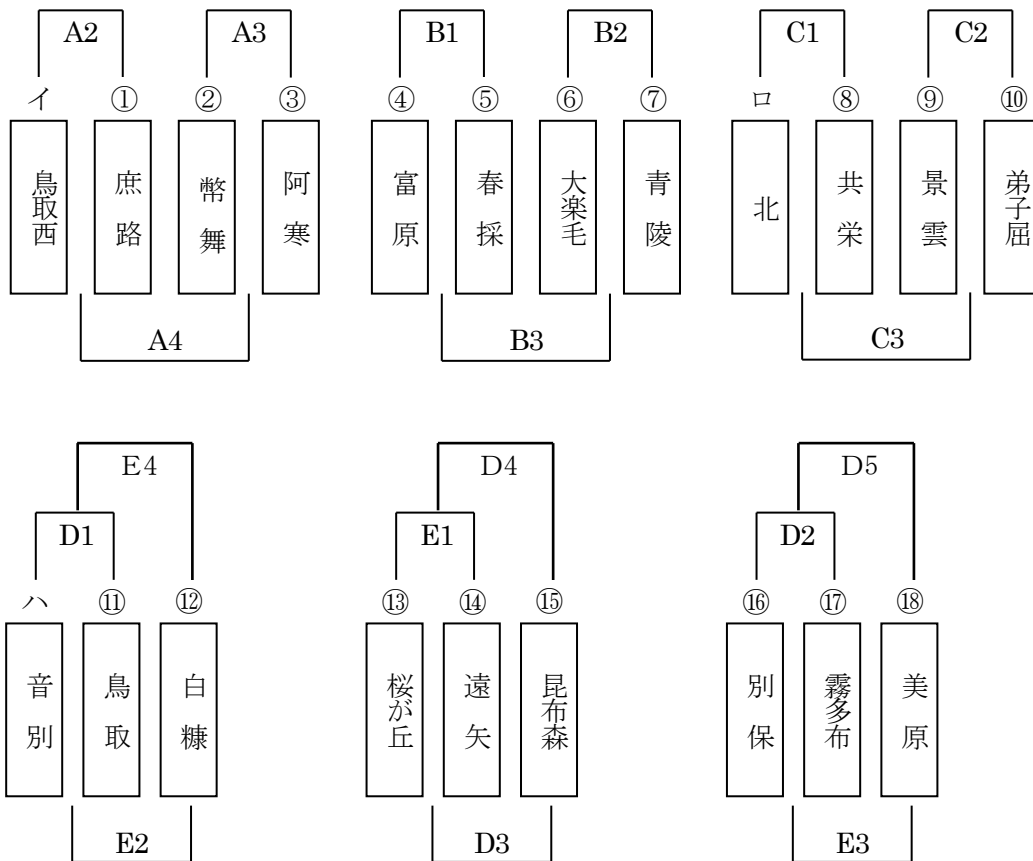 A2 A3 B1 B2 C1 C2
イ ① ② ③ ④ ⑤ ⑥ ⑦ ロ ⑧ ⑨ ⑩
鳥取西 庶路 幣舞 阿寒 富原 春採 大楽毛 青陵 北 共栄 景雲 弟子屈
A4 B3 C3
E4 D4 D5
D1 E1 D2
ハ ⑪ ⑫ ⑬ ⑭ ⑮ ⑯ ⑰ ⑱
音別 鳥取 白糠 桜が丘 遠矢 昆布森 別保 霧多布 美原
E2 D3 E3